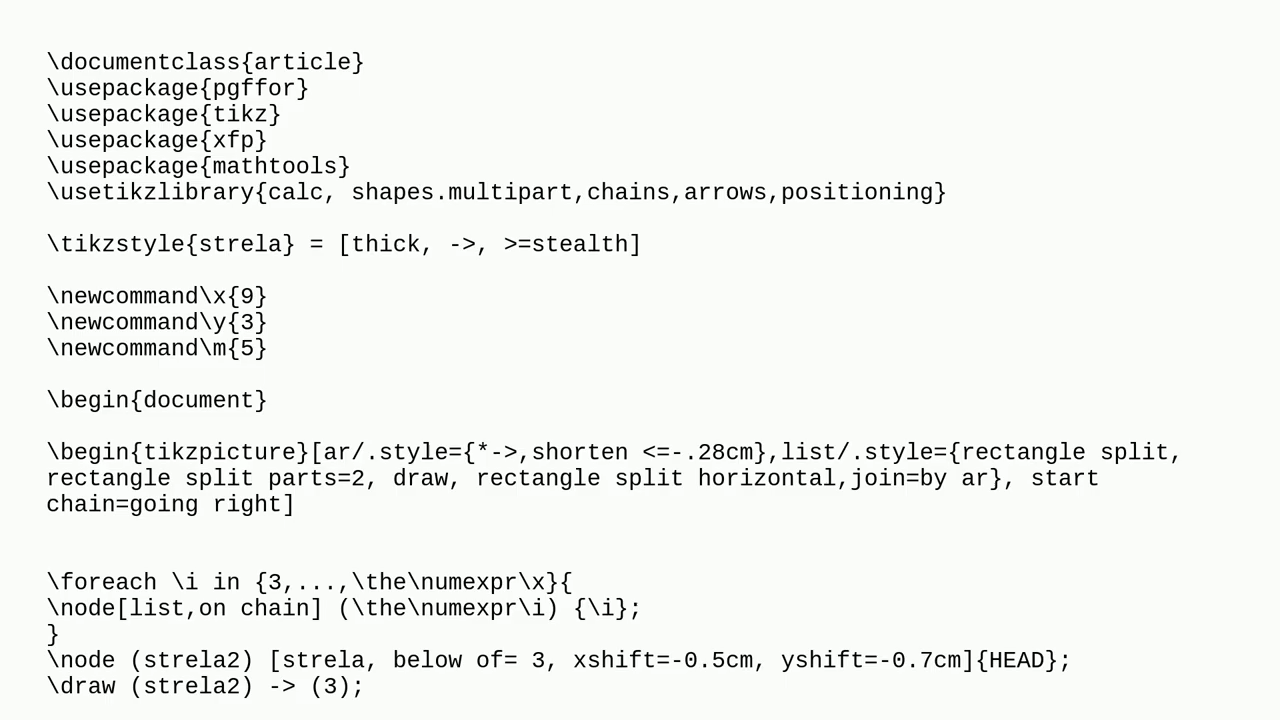 \documentclass{article}
\usepackage{pgffor}
\usepackage{tikz}
\usepackage{xfp}
\usepackage{mathtools}
\usetikzlibrary{calc, shapes.multipart,chains,arrows,positioning}
\tikzstyle{strela} = [thick, ->, >=stealth]
\newcommand\x{9}
\newcommand\y{3}
\newcommand\m{5}
\begin{document}
\begin{tikzpicture}[ar/.style={*->,shorten <=-.28cm},list/.style={rectangle split,
rectangle split parts=2, draw, rectangle split horizontal,join=by ar}, start
chain=going right]
\foreach \i in {3,...,\the\numexpr\x}{
\node[list,on chain] (\the\numexpr\i) {\i};
}
\node (strela2) [strela, below of= 3, xshift=-0.5cm, yshift=-0.7cm]{HEAD};
\draw (strela2) -> (3);